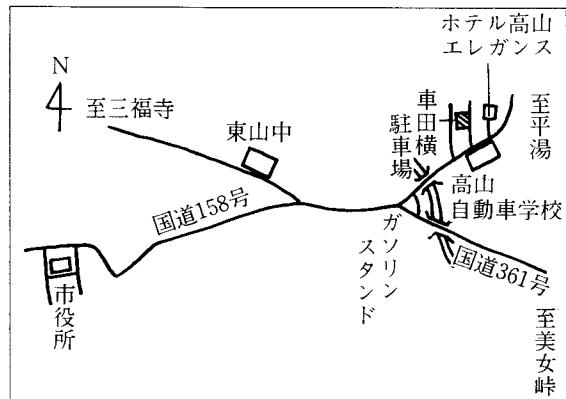 ホテル高山
エレガンス
N
至三福寺
車田横
駐車場
至平湯
東山中
高山
自動車学校
国道158号
ガソリン
スタンド
国道361号
市役所
至美女峠